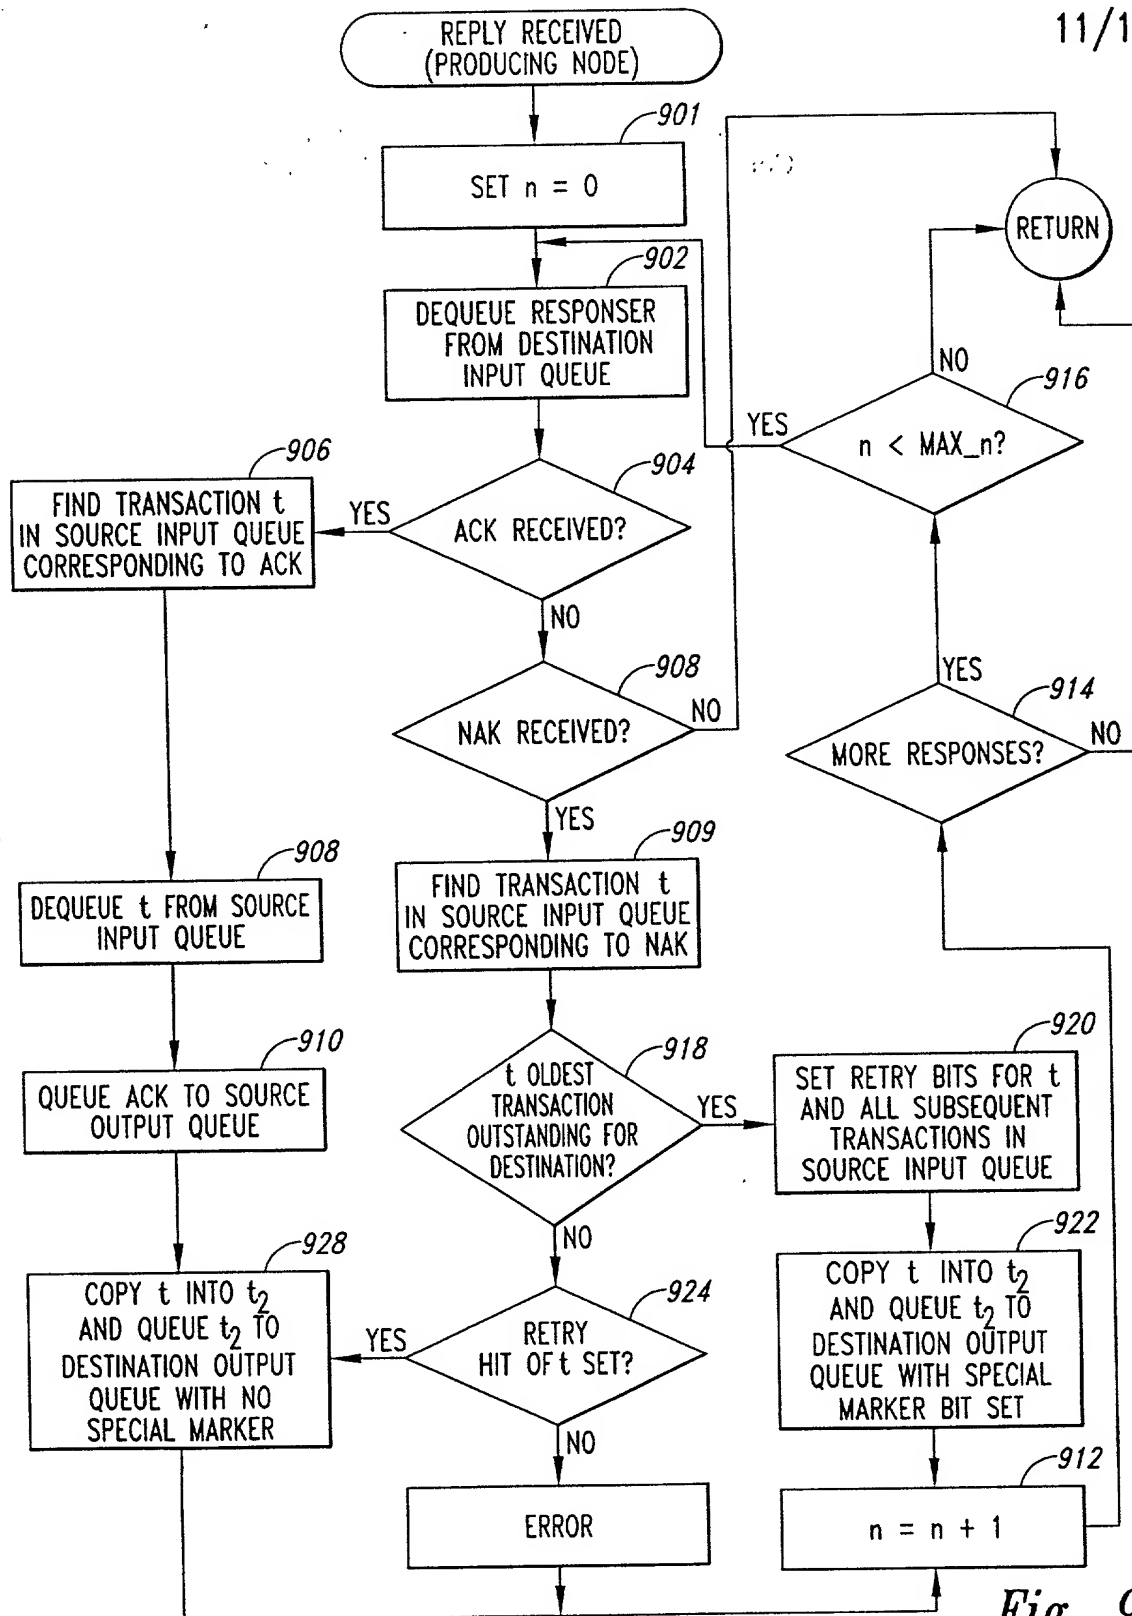 11/1
REPLY RECEIVED
(PRODUCING NODE)
901
SET n = 0
902
DEQUEUE RESPONSER
FROM DESTINATION
INPUT QUEUE
RETURN
NO
916
YES
n < MAX_n?
906
FIND TRANSACTION t
IN SOURCE INPUT QUEUE
CORRESPONDING TO ACK
YES
904
ACK RECEIVED?
NO
908
NAK RECEIVED?
NO
YES
YES
914
MORE RESPONSES?
NO
908
DEQUEUE t FROM SOURCE
INPUT QUEUE
909
FIND TRANSACTION t
IN SOURCE INPUT QUEUE
CORRESPONDING TO NAK
910
QUEUE ACK TO SOURCE
OUTPUT QUEUE
918
t OLDEST
TRANSACTION
OUTSTANDING FOR
DESTINATION?
YES
NO
920
SET RETRY BITS FOR t
AND ALL SUBSEQUENT
TRANSACTIONS IN
SOURCE INPUT QUEUE
928
COPY t INTO t2
AND QUEUE t2 TO
DESTINATION OUTPUT
QUEUE WITH NO
SPECIAL MARKER
YES
924
RETRY
HIT OF t SET?
NO
922
COPY t INTO t2
AND QUEUE t2 TO
DESTINATION OUTPUT
QUEUE WITH SPECIAL
MARKER BIT SET
ERROR
912
n = n + 1
Fig. 9